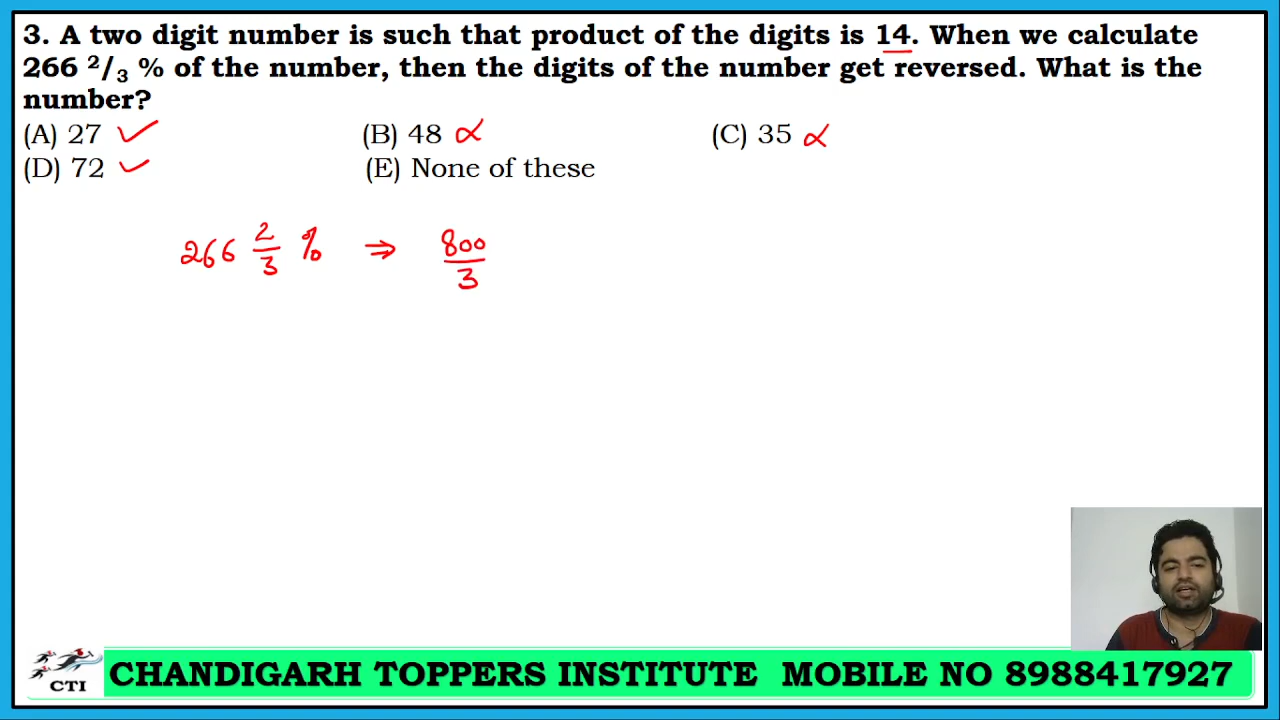 3. A two digit number is such that product of the digits is 14. When we calculate
266 ²/₃ % of the number, then the digits of the number get reversed. What is the
number?
(A) 27 (B) 48 (C) 35
(D) 72 (E) None of these
266 2/3 % ⇒ 800/3
CTI CHANDIGARH TOPPERS INSTITUTE MOBILE NO 8988417927